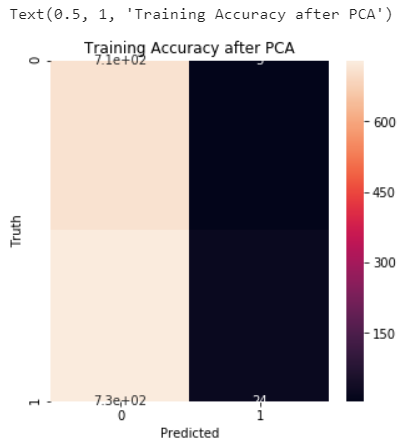 Text(0.5, 1, 'Training Accuracy after PCA')
Training Accuracy after PCA
0
7.1e+02
600
450
Truth
300
150
1
7.3e+02
24
0
1
Predicted